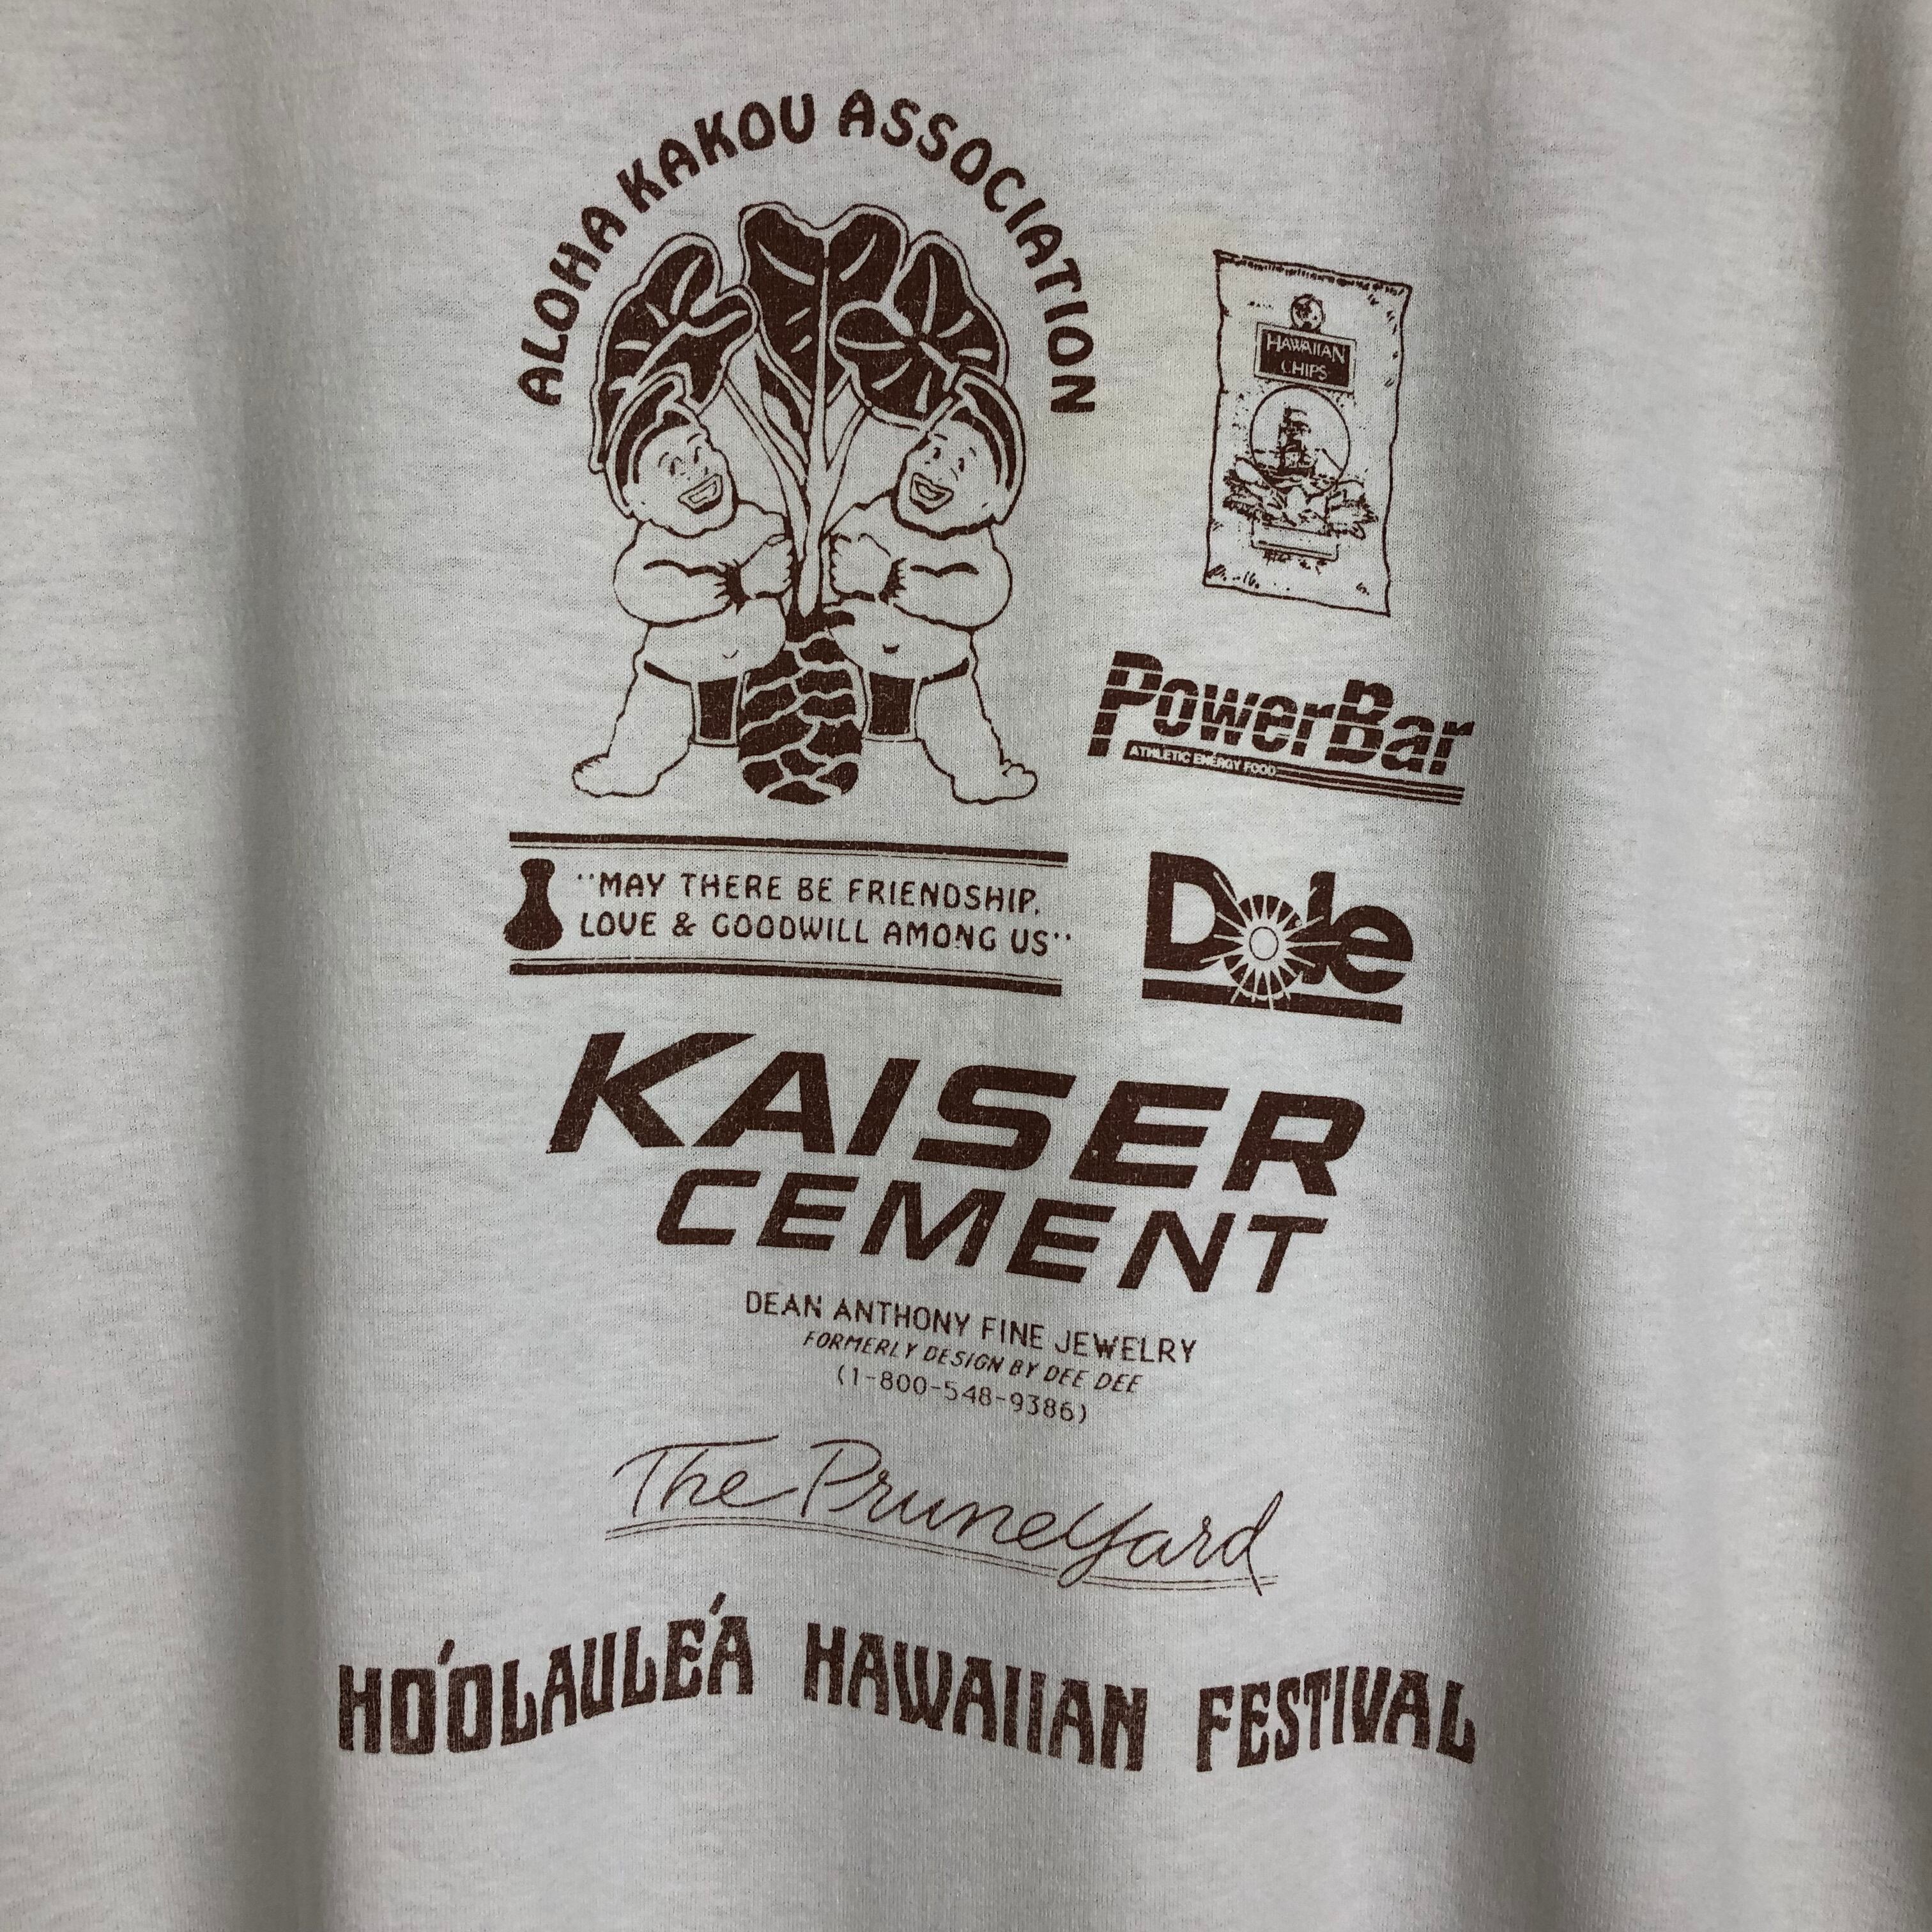 ALOHA KAKOU ASSOCIATION
HAWAIIAN
CHIPS
PowerBar
ATHLETIC ENERGY FOOD
"MAY THERE BE FRIENDSHIP,
LOVE & GOODWILL AMONG US"
Dole
KAISER
CEMENT
DEAN ANTHONY FINE JEWELRY
FORMERLY DESIGN BY DEE DEE
(1-800-548-9386)
The PruneYard
HO'OLAULE'A HAWAIIAN FESTIVAL